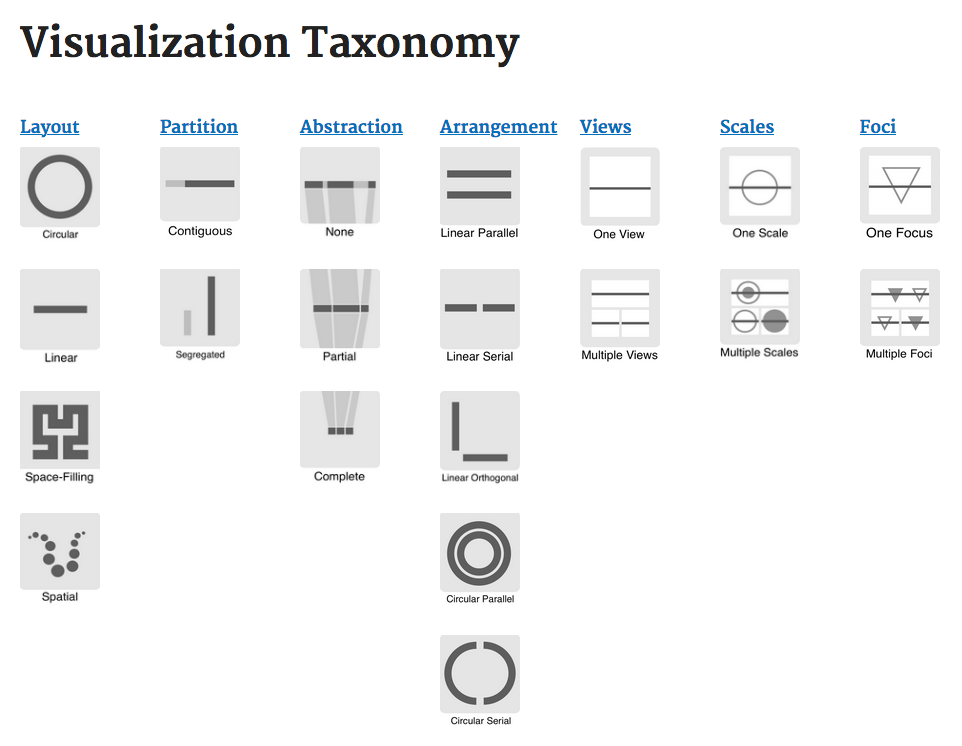 Visualization Taxonomy
Layout Partition Abstraction Arrangement Views Scales Foci
Circular Contiguous None Linear Parallel One View One Scale One Focus
Linear Segregated Partial Linear Serial Multiple Views Multiple Scales Multiple Foci
Space-Filling Complete Linear Orthogonal
Spatial Circular Parallel
Circular Serial